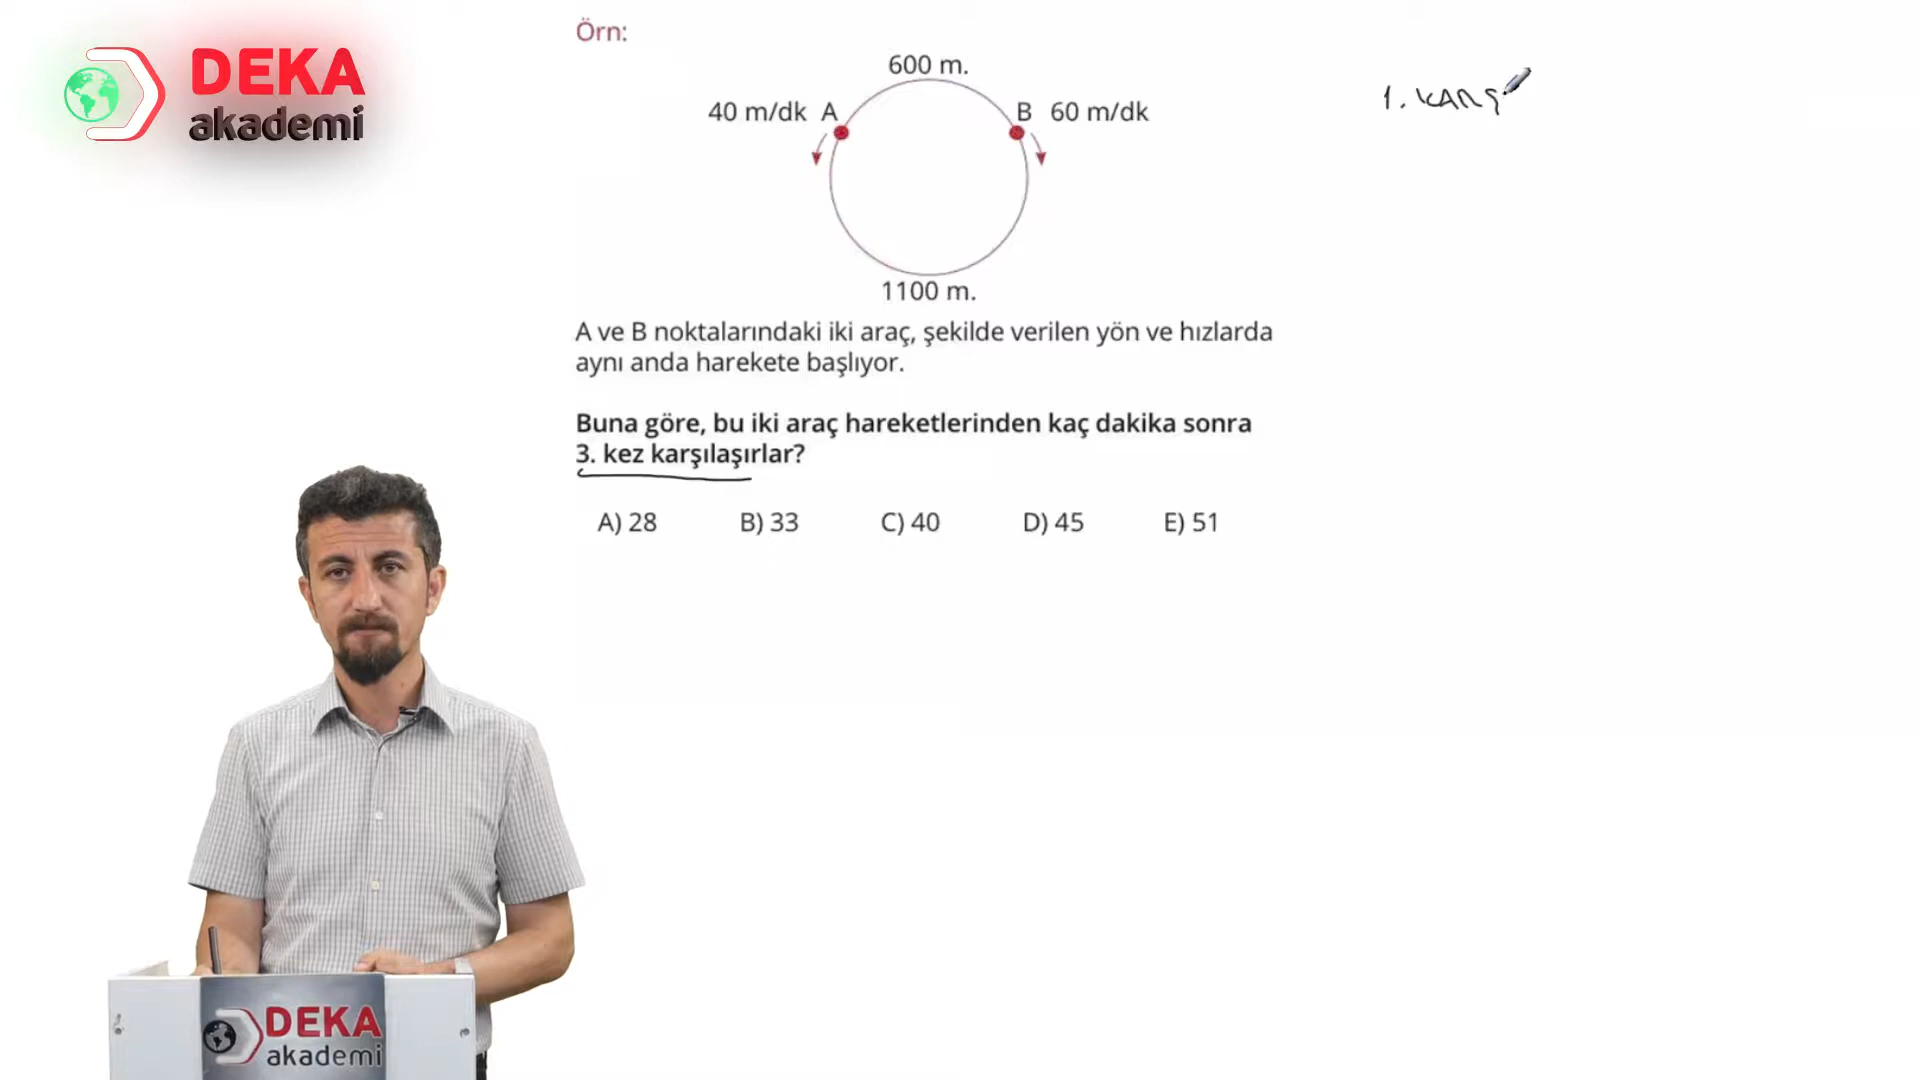 DEKA
akademi
Örn:
600 m.
40 m/dk A
B 60 m/dk
1100 m.
A ve B noktalarındaki iki araç, şekilde verilen yön ve hızlarda
aynı anda harekete başlıyor.
Buna göre, bu iki araç hareketlerinden kaç dakika sonra
3. kez karşılaşırlar?
A) 28 B) 33 C) 40 D) 45 E) 51
1. KARŞ
DEKA
akademi